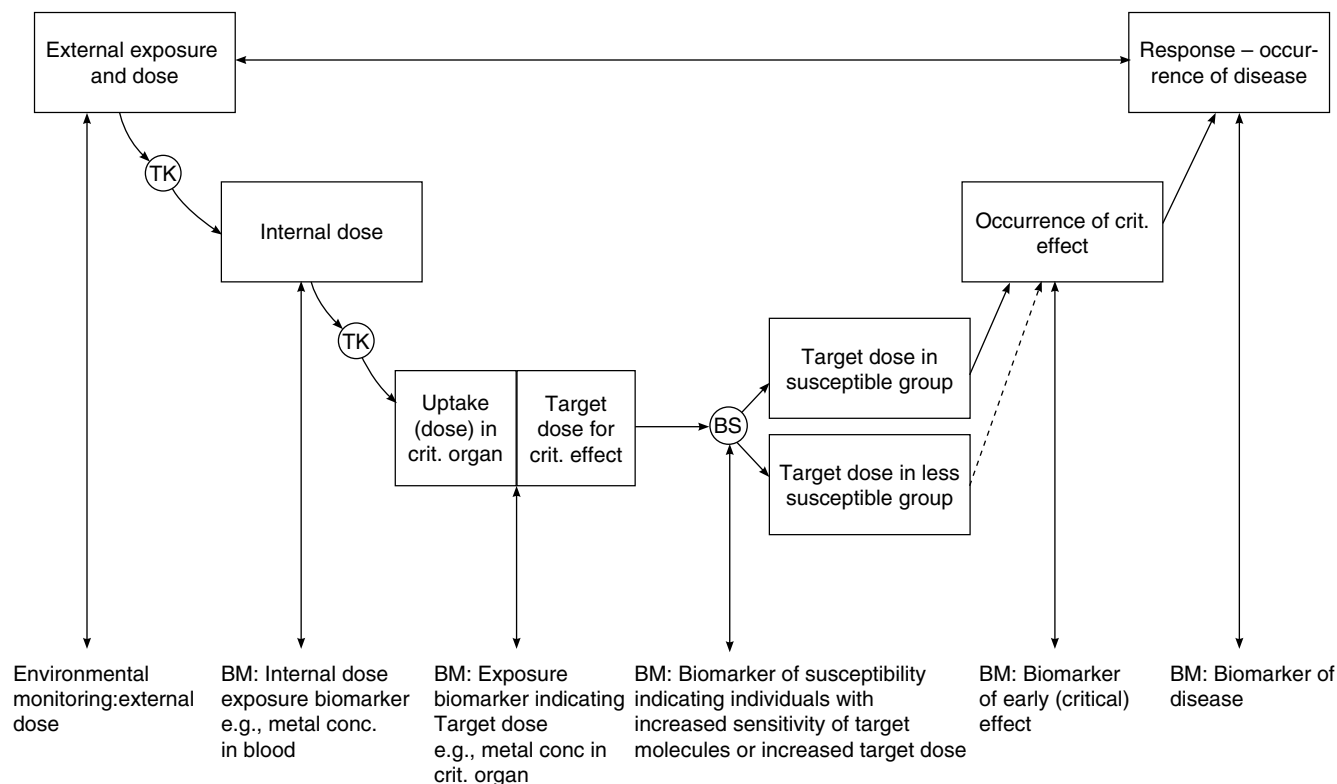 External exposure
and dose
Response – occur-
rence of disease
TK
Internal dose
Occurrence of crit.
effect
TK
Uptake
(dose) in
crit. organ
Target
dose for
crit. effect
BS
Target dose in
susceptible group
Target dose in less
susceptible group
Environmental
monitoring:external
dose
BM: Internal dose
exposure biomarker
e.g., metal conc.
in blood
BM: Exposure
biomarker indicating
Target dose
e.g., metal conc in
crit. organ
BM: Biomarker of susceptibility
indicating individuals with
increased sensitivity of target
molecules or increased target dose
BM: Biomarker
of early (critical)
effect
BM: Biomarker of
disease